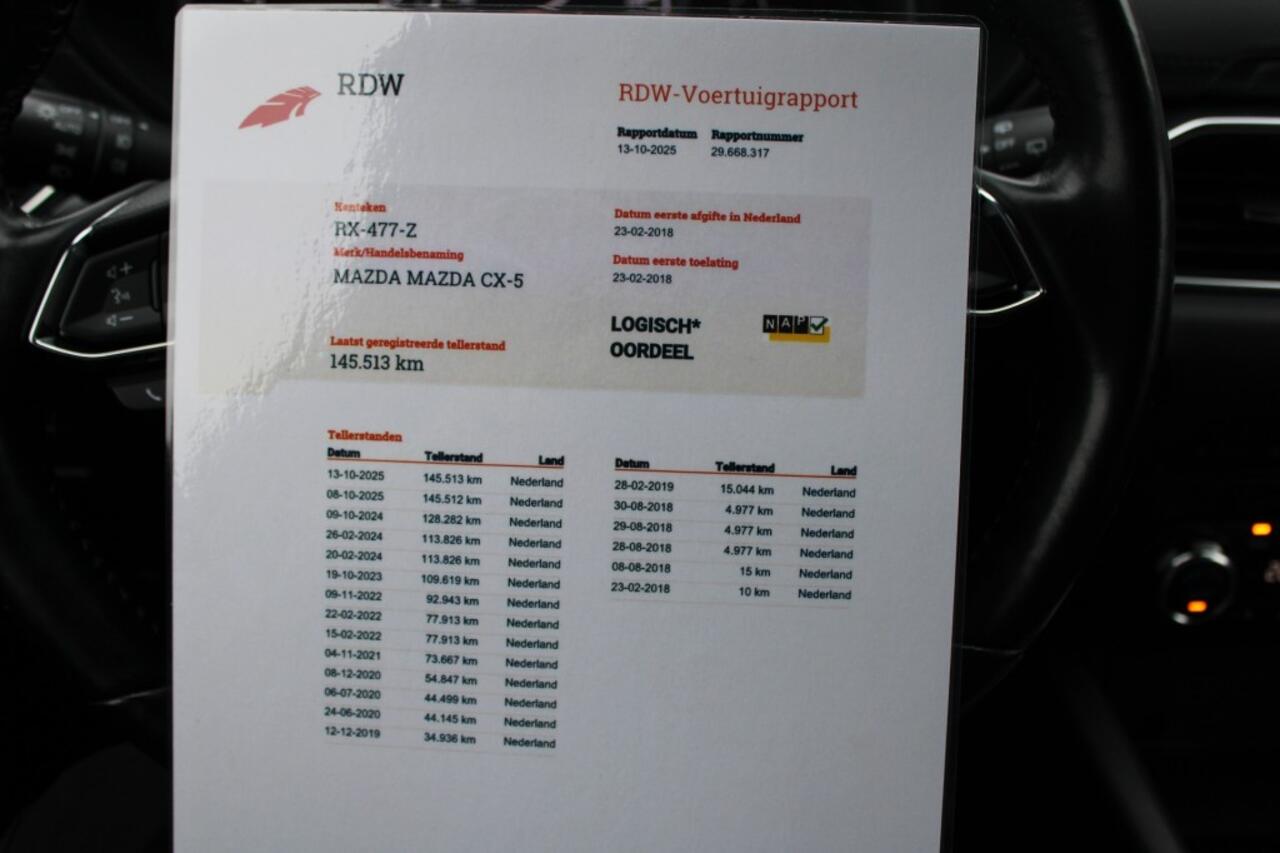 RDW
RDW-Voertuigrapport
Rapportdatum Rapportnummer
13-10-2025 29.668.317
Kenteken
RX-477-Z
Merk/Handelsbenaming
MAZDA MAZDA CX-5
Laatst geregistreerde tellerstand
145.513 km
Datum eerste afgifte in Nederland
23-02-2018
Datum eerste toelating
23-02-2018
LOGISCH*
OORDEEL
NAP
Tellerstanden
Datum Tellerstand Land
13-10-2025 145.513 km Nederland
08-10-2025 145.512 km Nederland
09-10-2024 128.282 km Nederland
26-02-2024 113.826 km Nederland
20-02-2024 113.826 km Nederland
19-10-2023 109.619 km Nederland
09-11-2022 92.943 km Nederland
22-02-2022 77.913 km Nederland
15-02-2022 77.913 km Nederland
04-11-2021 73.667 km Nederland
08-12-2020 54.847 km Nederland
06-07-2020 44.499 km Nederland
24-06-2020 44.145 km Nederland
12-12-2019 34.936 km Nederland
Datum Tellerstand Land
28-02-2019 15.044 km Nederland
30-08-2018 4.977 km Nederland
29-08-2018 4.977 km Nederland
28-08-2018 4.977 km Nederland
08-08-2018 15 km Nederland
23-02-2018 10 km Nederland